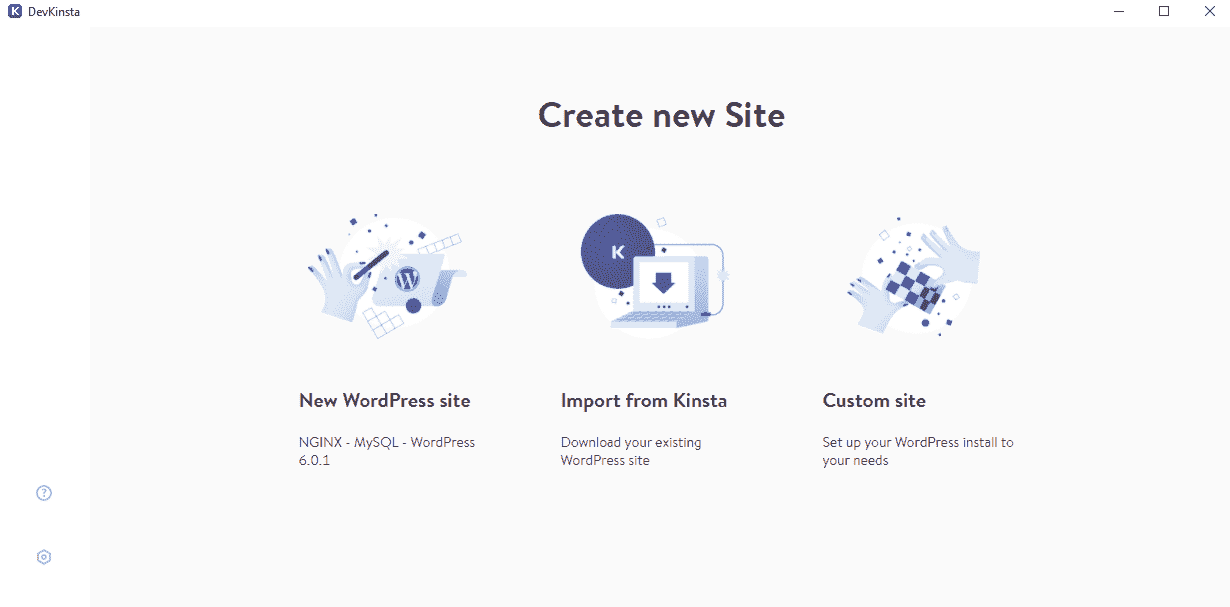 DevKinsta
Create new Site
K
New WordPress site
Import from Kinsta
Custom site
NGINX - MySQL - WordPress
6.0.1
Download your existing
WordPress site
Set up your WordPress install to
your needs